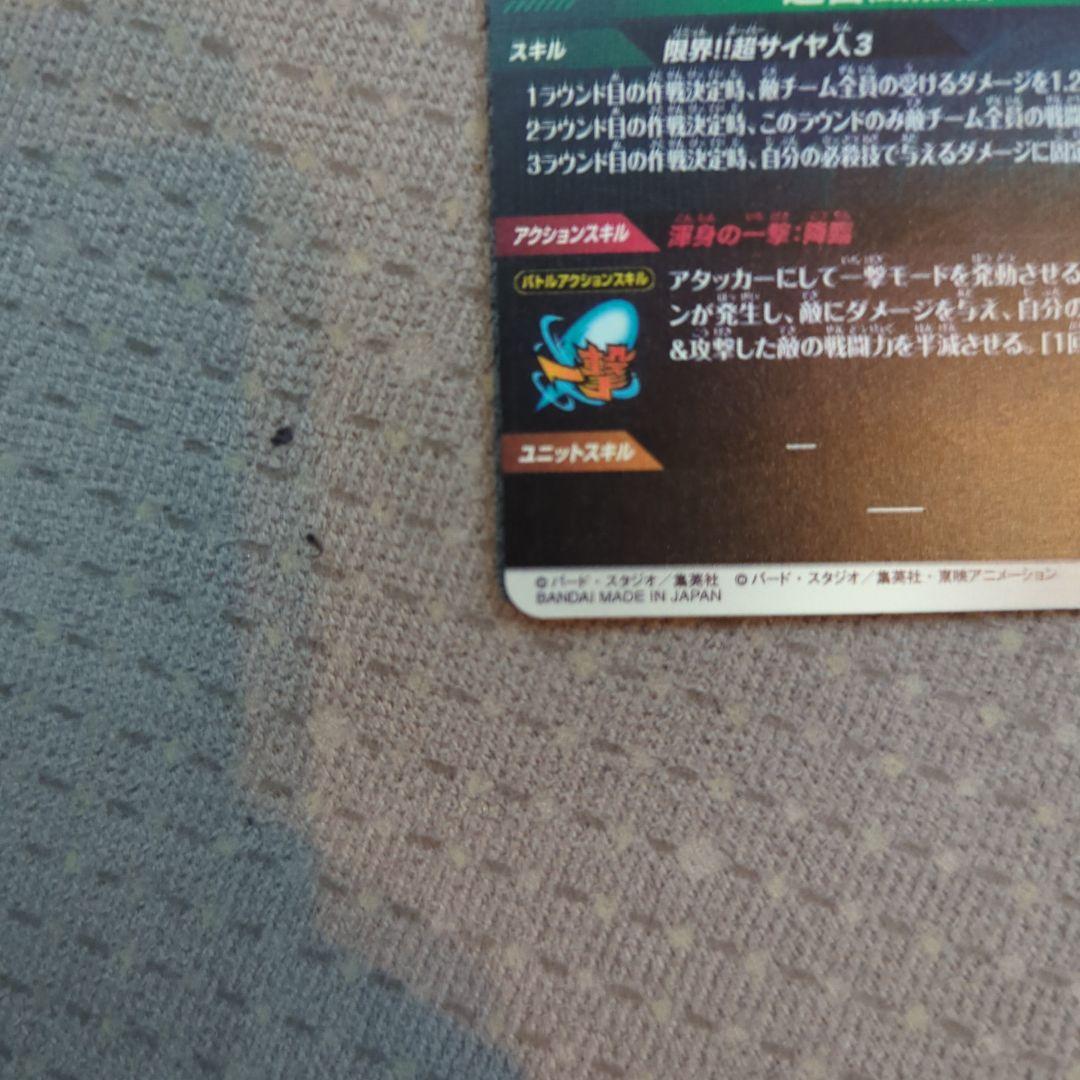 スキル
限界!!超サイヤ人3
1ラウンド目の作戦決定時、敵チーム全員の受けるダメージを1.2
2ラウンド目の作戦決定時、このラウンドのみ敵チーム全員の戦闘
3ラウンド目の作戦決定時、自分の必殺技で与えるダメージに固定
アクションスキル
渾身の一撃:降臨
バトルアクションスキル
アタッカーにして一撃モードを発動させる
ンが発生し、敵にダメージを与え、自分の
&攻撃した敵の戦闘力を半減させる。[1回
一撃
ユニットスキル
ー
©バード・スタジオ/集英社 ©バード・スタジオ/集英社・東映アニメーション
BANDAI MADE IN JAPAN